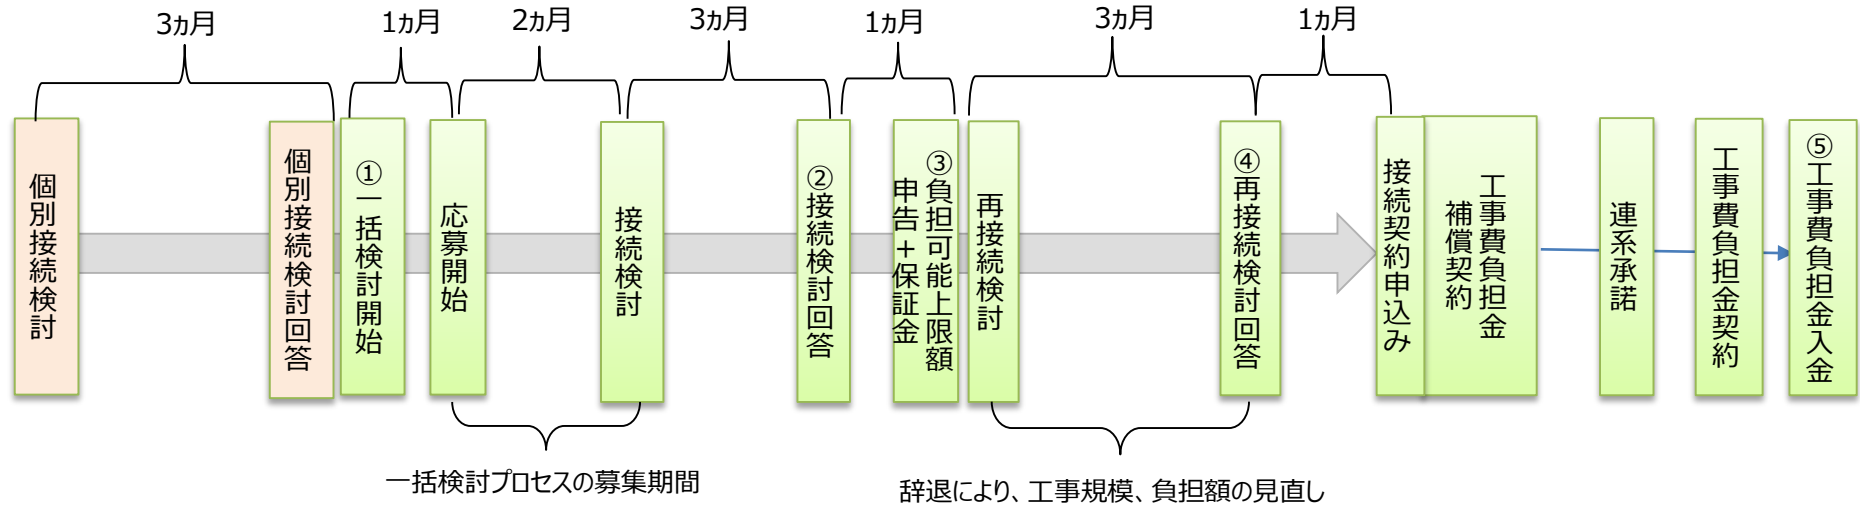 3ヵ月
1ヵ月
2ヵ月
3ヵ月
1ヵ月
3ヵ月
1ヵ月
個別接続検討
個別接続検討回答
①一括検討開始
応募開始
接続検討
②接続検討回答
③負担可能上限額
申告＋保証金
再接続検討
④再接続検討回答
接続契約申込み
工事費負担金
補償契約
連系承諾
工事費負担金契約
⑤工事費負担金入金
一括検討プロセスの募集期間
辞退により、工事規模、負担額の見直し